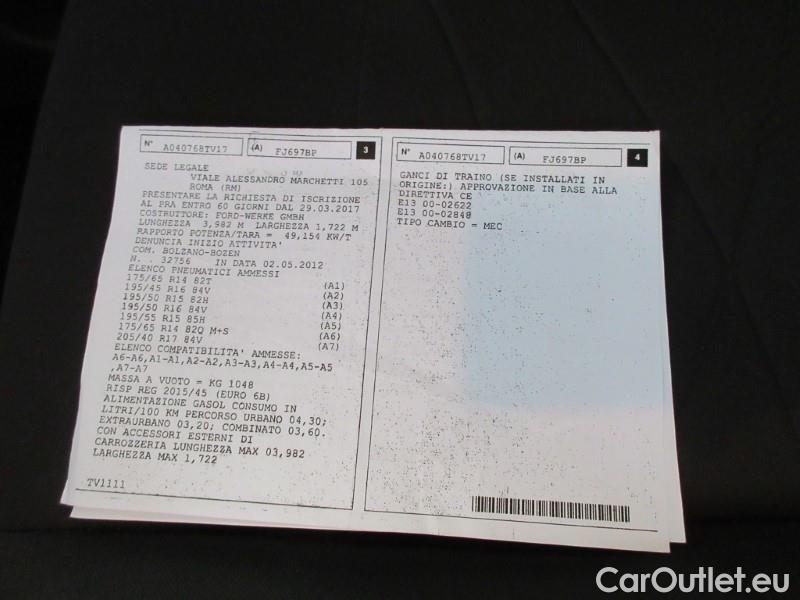 N° A040768TV17 (A) FJ697BP 3
SEDE LEGALE
VIALE ALESSANDRO MARCHETTI 105
ROMA (RM)
PRESENTARE LA RICHIESTA DI ISCRIZIONE
AL PRA ENTRO 60 GIORNI DAL 29.03.2017
COSTRUTTORE: FORD-WERKE GMBH
LUNGHEZZA 3,982 M LARGHEZZA 1,722 M
RAPPORTO POTENZA/TARA = 49,154 KW/T
DENUNCIA INIZIO ATTIVITA'
COM. BOLZANO-BOZEN
N. . 32756 IN DATA 02.05.2012
ELENCO PNEUMATICI AMMESSI
175/65 R14 82T (A1)
195/45 R16 84V (A2)
195/50 R15 82H (A3)
195/50 R16 84V (A4)
195/55 R15 85H (A5)
175/65 R14 82Q M+S (A6)
205/40 R17 84V (A7)
ELENCO COMPATIBILITA' AMMESSE:
A6-A6,A1-A1,A2-A2,A3-A3,A4-A4,A5-A5
,A7-A7
MASSA A VUOTO = KG 1048
RISP REG 2015/45 (EURO 6B)
ALIMENTAZIONE GASOL CONSUMO IN
LITRI/100 KM PERCORSO URBANO 04,30;
EXTRAURBANO 03,20; COMBINATO 03,60.
CON ACCESSORI ESTERNI DI
CARROZZERIA LUNGHEZZA MAX 03,982
LARGHEZZA MAX 1,722
TV1111
N° A040768TV17 (A) FJ697BP 4
GANCI DI TRAINO (SE INSTALLATI IN
ORIGINE:) APPROVAZIONE IN BASE ALLA
DIRETTIVA CE
E13 00-02622
E13 00-02848
TIPO CAMBIO = MEC
CarOutlet.eu